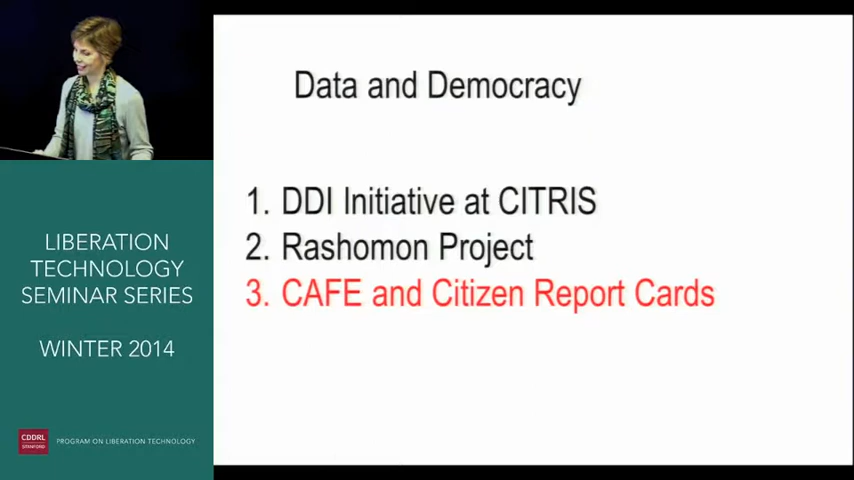 Data and Democracy
1. DDI Initiative at CITRIS
2. Rashomon Project
3. CAFE and Citizen Report Cards
LIBERATION
TECHNOLOGY
SEMINAR SERIES
WINTER 2014
CDDRL
STANFORD
PROGRAM ON LIBERATION TECHNOLOGY